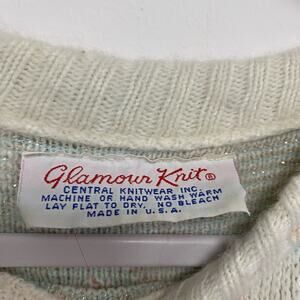 Glamour Knit®
CENTRAL KNITWEAR INC.
MACHINE OR HAND WASH WARM
LAY FLAT TO DRY, NO BLEACH
MADE IN U.S.A.